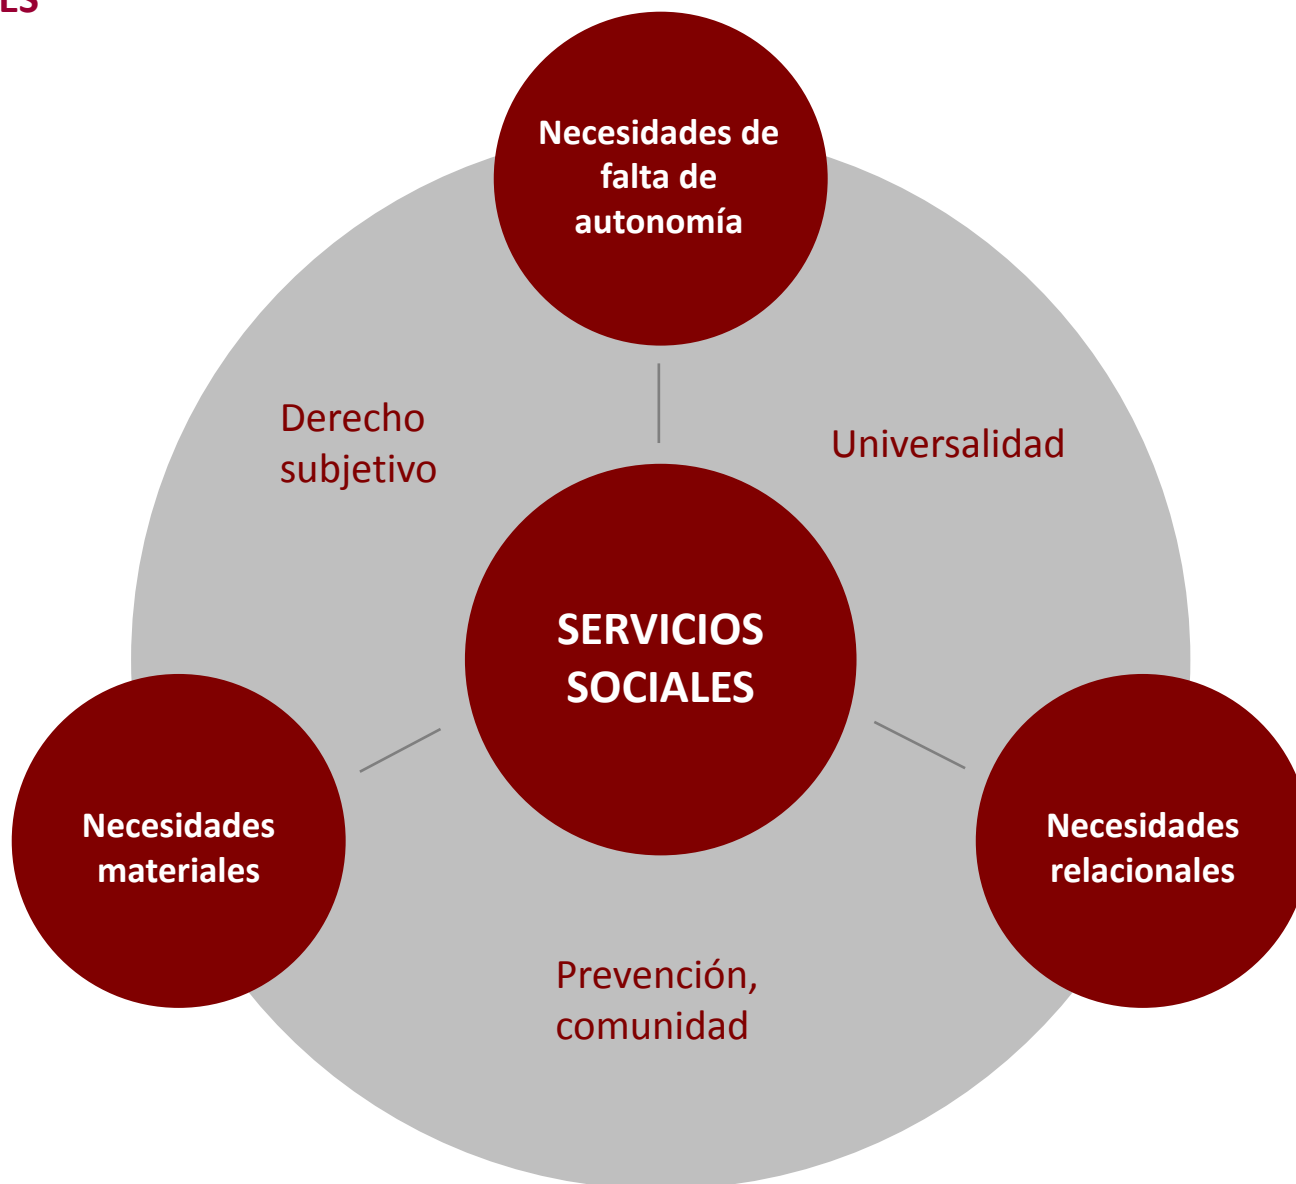 Necesidades de
falta de
autonomía
Derecho
subjetivo
Universalidad
SERVICIOS
SOCIALES
Necesidades
materiales
Necesidades
relacionales
Prevención,
comunidad